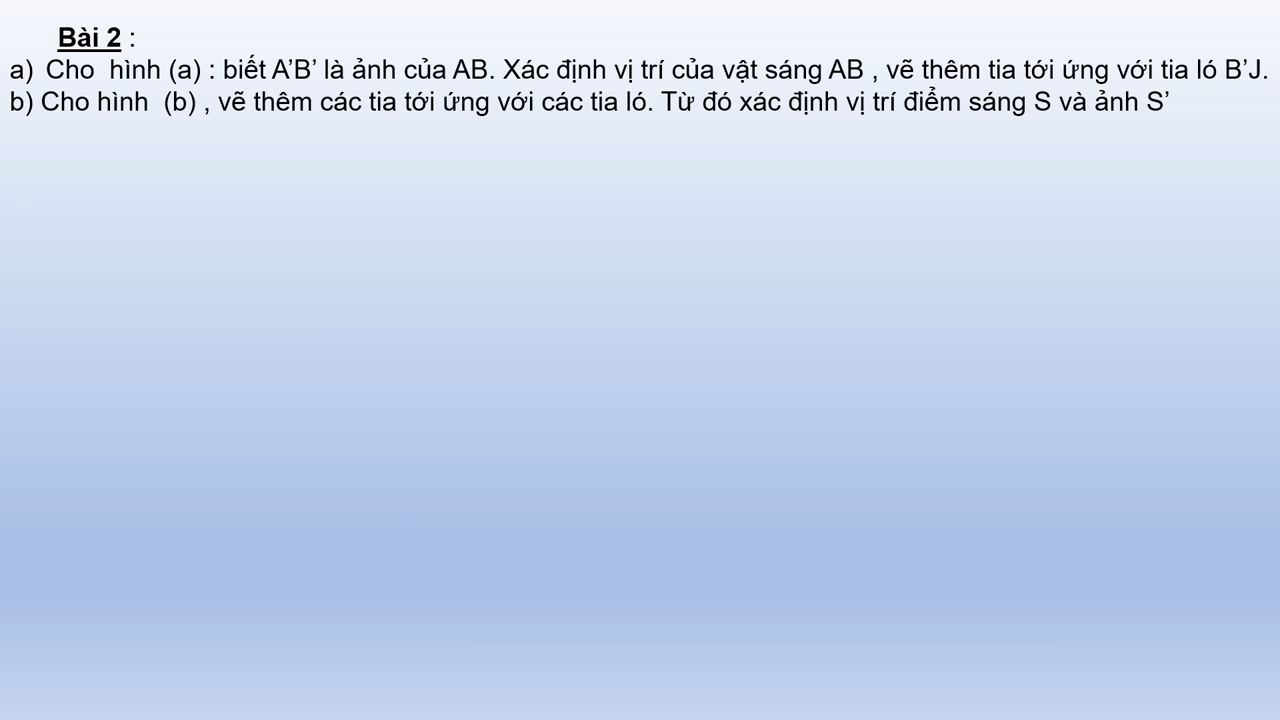 Bài 2 :
a) Cho hình (a) : biết A’B’ là ảnh của AB. Xác định vị trí của vật sáng AB , vẽ thêm tia tới ứng với tia ló B’J.
b) Cho hình (b) , vẽ thêm các tia tới ứng với các tia ló. Từ đó xác định vị trí điểm sáng S và ảnh S’